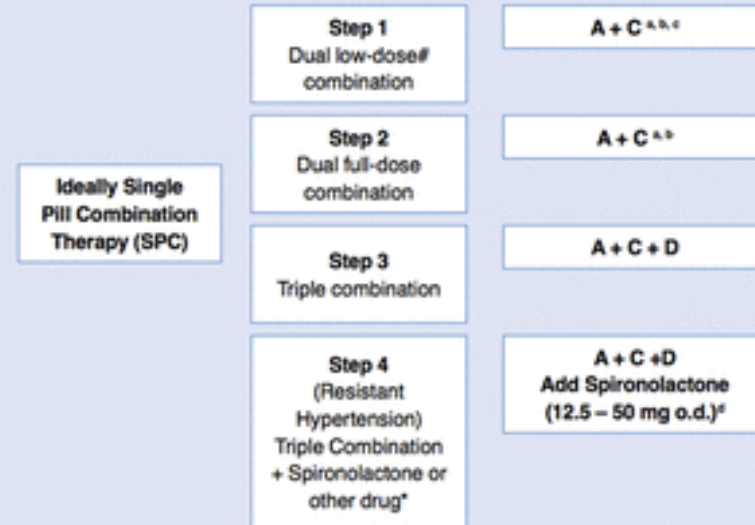 Step 1
Dual low-dose#
combination
A + C a, b, c
Step 2
Dual full-dose
combination
A + C a, b
Ideally Single
Pill Combination
Therapy (SPC)
Step 3
Triple combination
A + C + D
Step 4
(Resistant
Hypertension)
Triple Combination
+ Spironolactone or
other drug*
A + C +D
Add Spironolactone
(12.5 – 50 mg o.d.)d